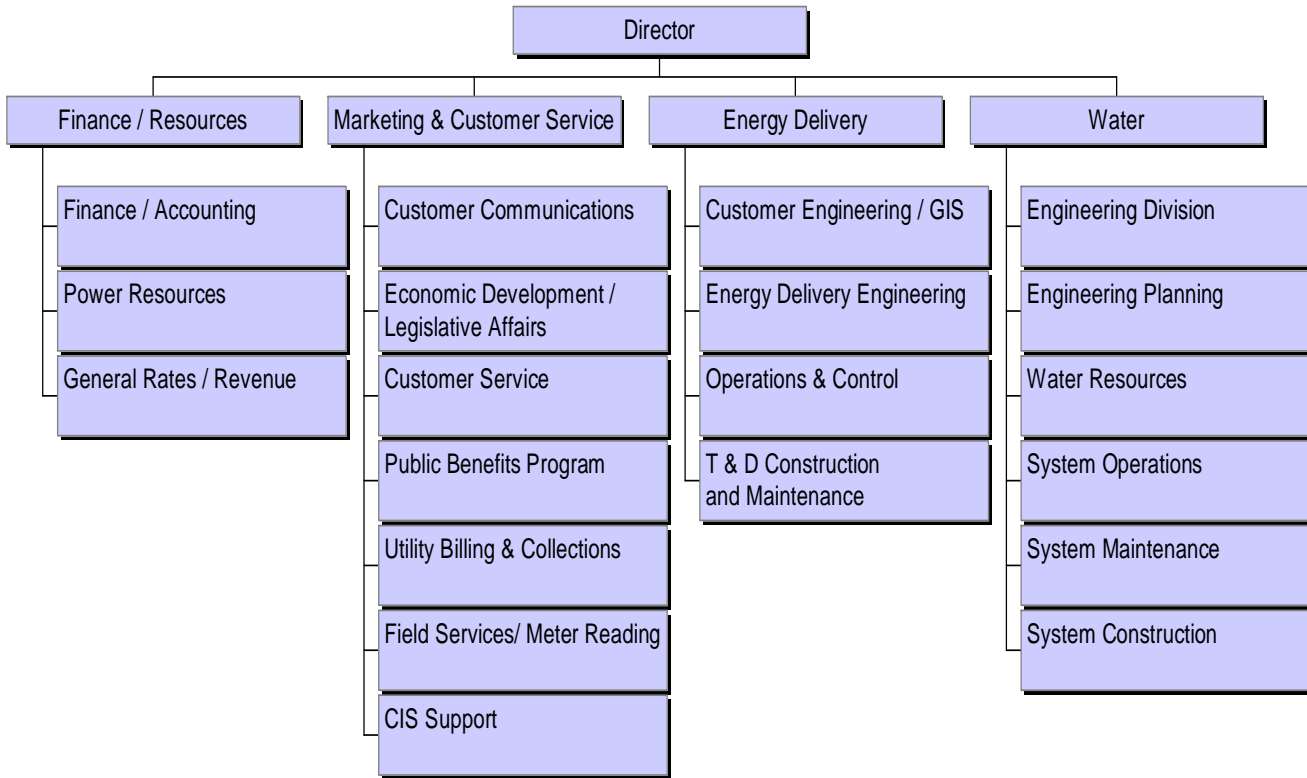 Director
Finance / Resources
Marketing & Customer Service
Energy Delivery
Water
Finance / Accounting
Power Resources
General Rates / Revenue
Customer Communications
Economic Development /
Legislative Affairs
Customer Service
Public Benefits Program
Utility Billing & Collections
Field Services/ Meter Reading
CIS Support
Customer Engineering / GIS
Energy Delivery Engineering
Operations & Control
T & D Construction
and Maintenance
Engineering Division
Engineering Planning
Water Resources
System Operations
System Maintenance
System Construction